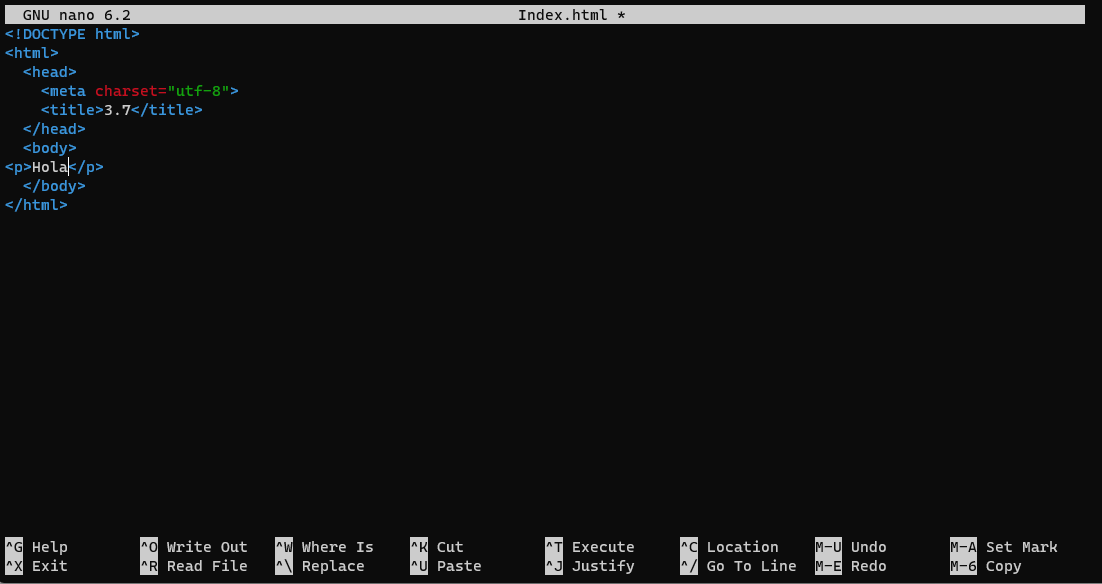 GNU nano 6.2 Index.html *
<!DOCTYPE html>
<html>
  <head>
    <meta charset="utf-8">
    <title>3.7</title>
  </head>
  <body>
<p>Hola</p>
  </body>
</html>
^G Help ^O Write Out ^W Where Is ^K Cut ^T Execute ^C Location M-U Undo M-A Set Mark
^X Exit ^R Read File ^\ Replace ^U Paste ^J Justify ^/ Go To Line M-E Redo M-6 Copy